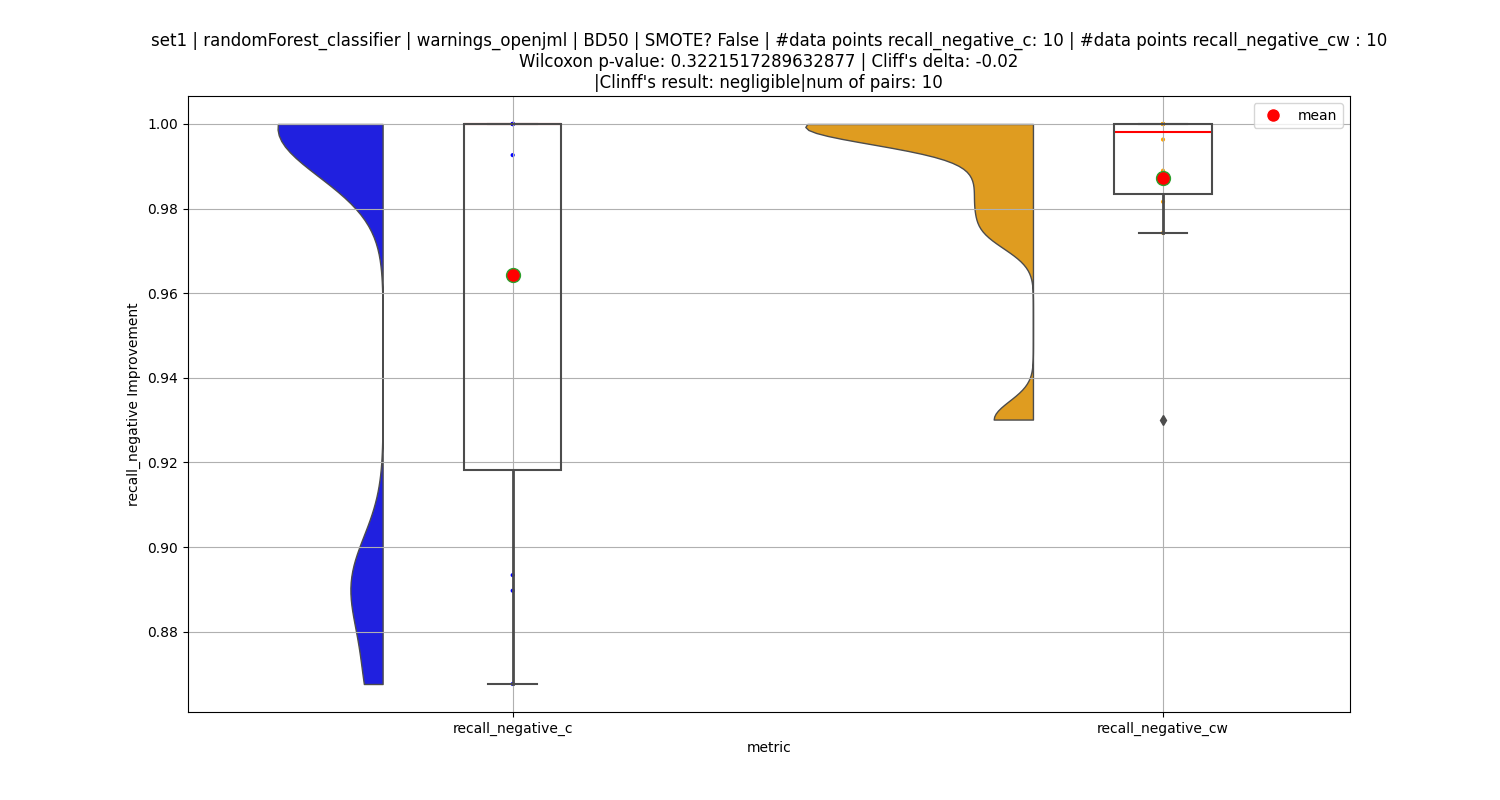 set1 | randomForest_classifier | warnings_openjml | BD50 | SMOTE? False | #data points recall_negative_c: 10 | #data points recall_negative_cw : 10
Wilcoxon p-value: 0.3221517289632877 | Cliff's delta: -0.02
|Clinff's result: negligible|num of pairs: 10
mean
1.00
0.98
0.96
0.94
0.92
0.90
0.88
recall_negative Improvement
recall_negative_c
recall_negative_cw
metric